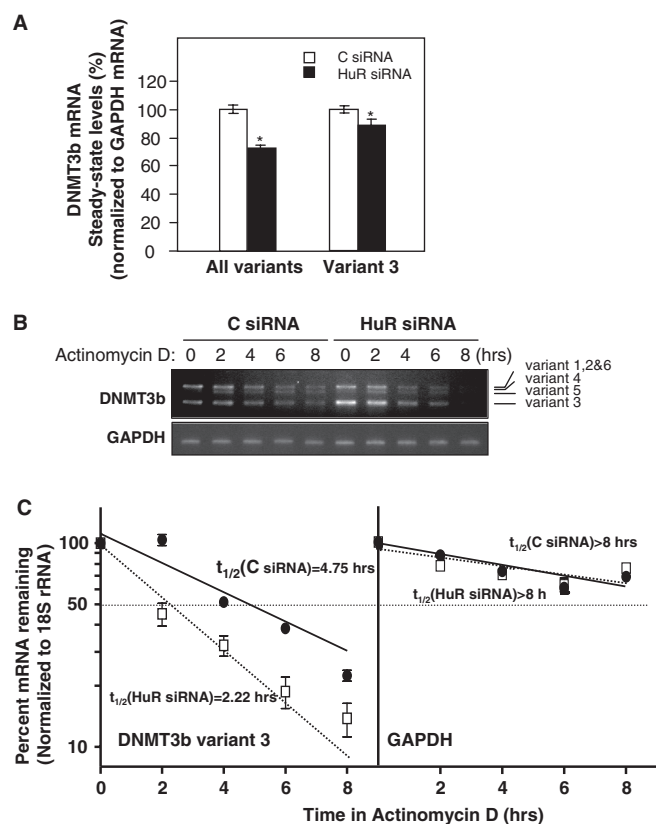 A
DNMT3b mRNA
Steady-state levels (%)
(normalized to GAPDH mRNA)
C siRNA
HuR siRNA
120
100
80
60
40
20
0
*
*
All variants
Variant 3
B
C siRNA
HuR siRNA
Actinomycin D: 0 2 4 6 8 0 2 4 6 8 (hrs)
DNMT3b
variant 1,2&6
variant 4
variant 5
variant 3
GAPDH
C
Percent mRNA remaining
(Normalized to 18S rRNA)
100
50
10
t1/2(C siRNA)=4.75 hrs
t1/2(HuR siRNA)=2.22 hrs
DNMT3b variant 3
t1/2(C siRNA)>8 hrs
t1/2(HuR siRNA)>8 h
GAPDH
0 2 4 6 8 2 4 6 8
Time in Actinomycin D (hrs)